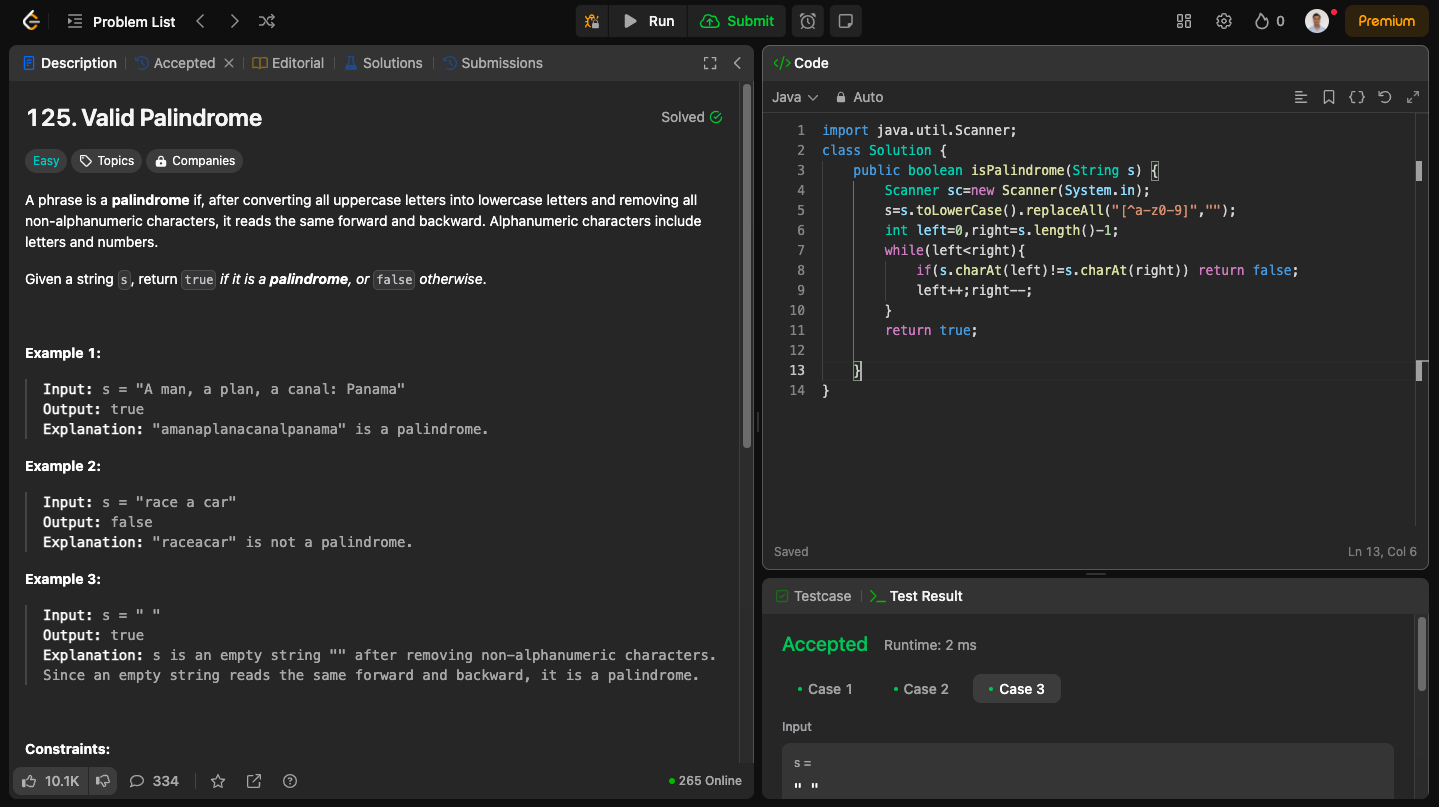 Problem List
Run
Submit
0
Premium
Description
Accepted
Editorial
Solutions
Submissions
125. Valid Palindrome
Solved
Easy
Topics
Companies
A phrase is a palindrome if, after converting all uppercase letters into lowercase letters and removing all
non-alphanumeric characters, it reads the same forward and backward. Alphanumeric characters include
letters and numbers.
Given a string s, return true if it is a palindrome, or false otherwise.
Example 1:
Input: s = "A man, a plan, a canal: Panama"
Output: true
Explanation: "amanaplanacanalpanama" is a palindrome.
Example 2:
Input: s = "race a car"
Output: false
Explanation: "raceacar" is not a palindrome.
Example 3:
Input: s = " "
Output: true
Explanation: s is an empty string "" after removing non-alphanumeric characters.
Since an empty string reads the same forward and backward, it is a palindrome.
Constraints:
10.1K
334
265 Online
</> Code
Java
Auto
1 import java.util.Scanner;
2 class Solution {
3     public boolean isPalindrome(String s) {
4         Scanner sc=new Scanner(System.in);
5         s=s.toLowerCase().replaceAll("[^a-z0-9]","");
6         int left=0,right=s.length()-1;
7         while(left<right){
8             if(s.charAt(left)!=s.charAt(right)) return false;
9             left++;right--;
10         }
11         return true;
12
13     }
14 }
Saved
Ln 13, Col 6
Testcase
>_ Test Result
Accepted
Runtime: 2 ms
Case 1
Case 2
Case 3
Input
s =
" "